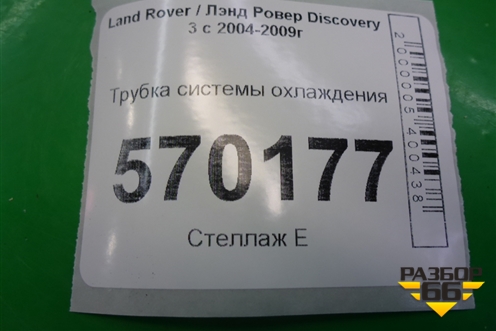 Land Rover / Лэнд Ровер Discovery
3 с 2004-2009г
Трубка системы охлаждения
570177
Стеллаж Е
2000005400438
РАЗБОР
66